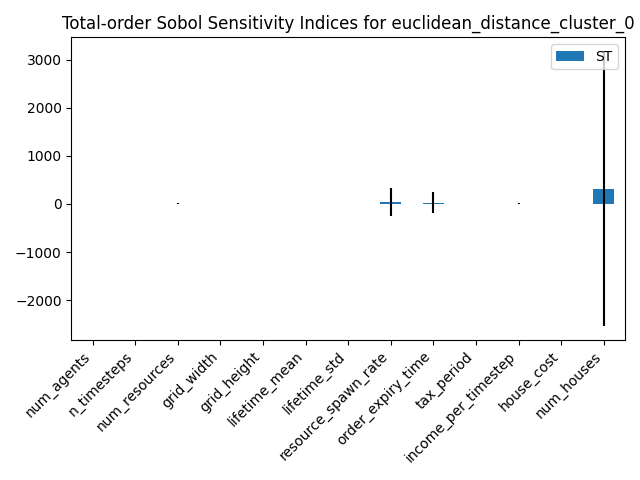 Total-order Sobol Sensitivity Indices for euclidean_distance_cluster_0
ST
3000
2000
1000
0
−1000
−2000
num_agents
n_timesteps
num_resources
grid_width
grid_height
lifetime_mean
lifetime_std
resource_spawn_rate
order_expiry_time
tax_period
income_per_timestep
house_cost
num_houses